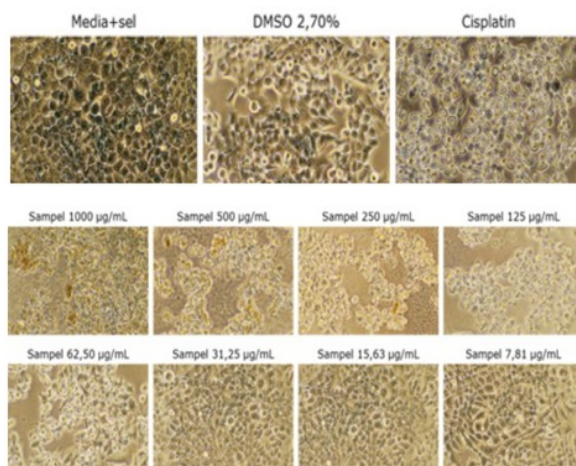 Media+sel DMSO 2,70% Cisplatin
Sampel 1000 µg/mL Sampel 500 µg/mL Sampel 250 µg/mL Sampel 125 µg/mL
Sampel 62,50 µg/mL Sampel 31,25 µg/mL Sampel 15,63 µg/mL Sampel 7,81 µg/mL